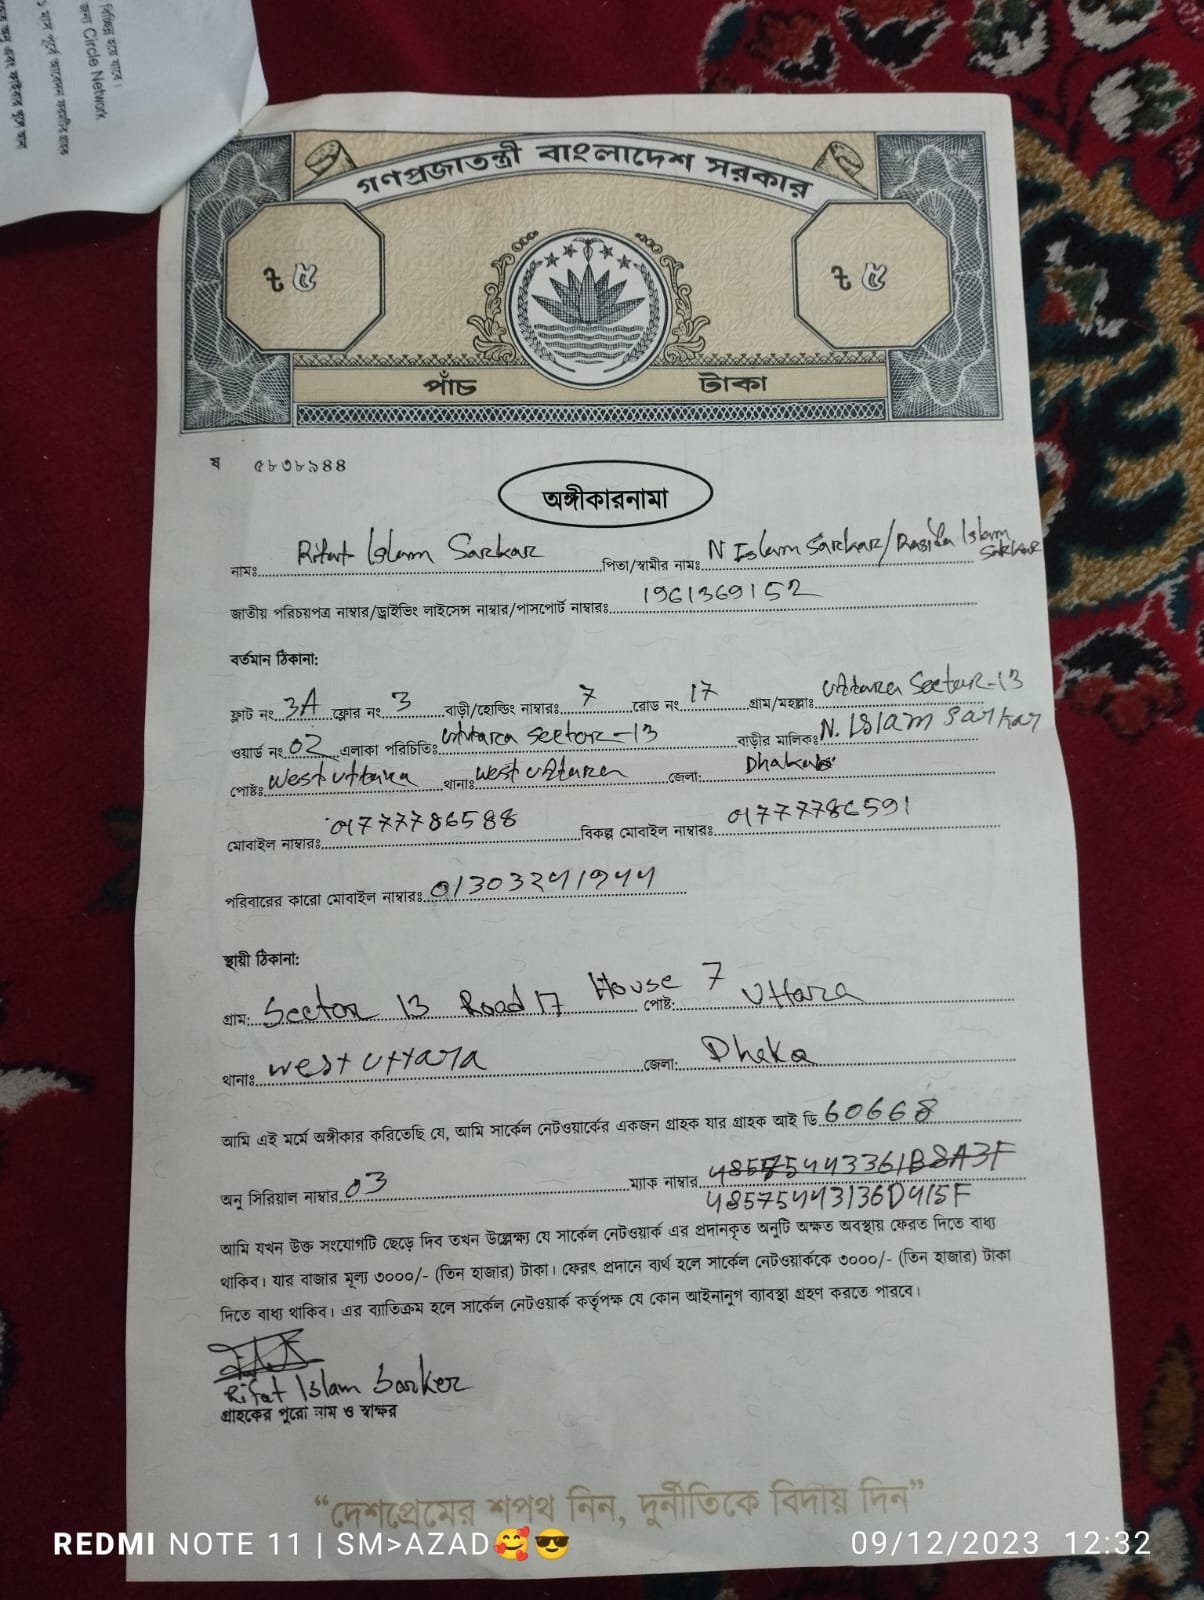 বিচ্ছিন্ন হয়ে যাবে।
জন্য Circle Network
গণপ্রজাতন্ত্রী বাংলাদেশ সরকার
৳ ৫ ৳ ৫
পাঁচ টাকা
ষ ৫৮৩৮৯৪৪
অঙ্গীকারনামা
নামঃ Rifat Islam Sarkar পিতা/স্বামীর নামঃ N Islam Sarkar/Rasida Islam Sarkar
জাতীয় পরিচয়পত্র নাম্বার/ড্রাইভিং লাইসেন্স নাম্বার/পাসপোর্ট নাম্বারঃ 1961369152
বর্তমান ঠিকানা:
ফ্লাট নং 3A ফ্লোর নং 3 বাড়ী/হোল্ডিং নাম্বারঃ 7 রোড নং 17 গ্রাম/মহল্লাঃ Uttara Sector-13
ওয়ার্ড নং 02 এলাকা পরিচিতিঃ Uttara Sector-13 বাড়ীর মালিকঃ N. Islam Sarkar
পোষ্টঃ West Uttara থানাঃ West Uttara জেলা: Dhaka
মোবাইল নাম্বারঃ 01777786588 বিকল্প মোবাইল নাম্বারঃ 01777786591
পরিবারের কারো মোবাইল নাম্বারঃ
স্থায়ী ঠিকানা:
গ্রাম: Sector 13 Road 17 House 7 পোষ্ট: Uttara
থানাঃ West Uttara জেলা: Dhaka
আমি এই মর্মে অঙ্গীকার করিতেছি যে, আমি সার্কেল নেটওয়ার্কের একজন গ্রাহক যার গ্রাহক আই ডি 60668
অনু সিরিয়াল নাম্বার 03 ম্যাক নাম্বার 48575443361B8A3F
48575443136D415F
আমি যখন উক্ত সংযোগটি ছেড়ে দিব তখন উল্লেক্ষ্য যে সার্কেল নেটওয়ার্ক এর প্রদানকৃত অনুটি অক্ষত অবস্থায় ফেরত দিতে বাধ্য
থাকিব। যার বাজার মূল্য ৩০০০/- (তিন হাজার) টাকা। ফেরৎ প্রদানে ব্যর্থ হলে সার্কেল নেটওয়ার্ককে ৩০০০/- (তিন হাজার) টাকা
দিতে বাধ্য থাকিব। এর ব্যাতিক্রম হলে সার্কেল নেটওয়ার্ক কর্তৃপক্ষ যে কোন আইনানুগ ব্যাবস্থা গ্রহণ করতে পারবে।
Rifat Islam Sarker
গ্রাহকের পুরো নাম ও স্বাক্ষর
“দেশপ্রেমের শপথ নিন, দুর্নীতিকে বিদায় দিন”
REDMI NOTE 11 | SM>AZAD🥰😎 09/12/2023 12:32